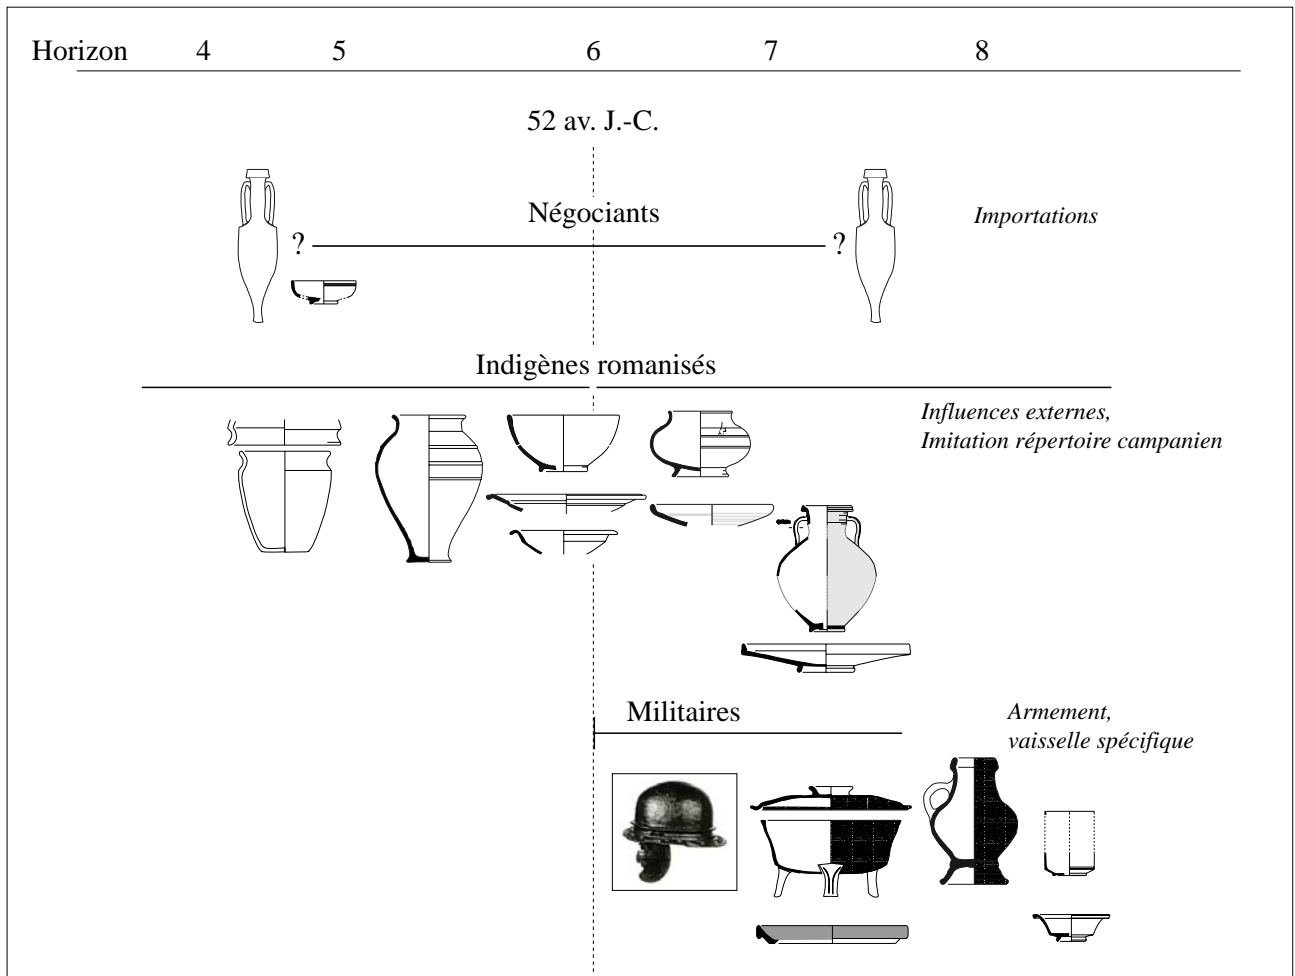 Horizon 4 5 6 7 8
52 av. J.-C.
Négociants
Importations
? ?
Indigènes romanisés
Influences externes,
Imitation répertoire campanien
Militaires
Armement,
vaisselle spécifique